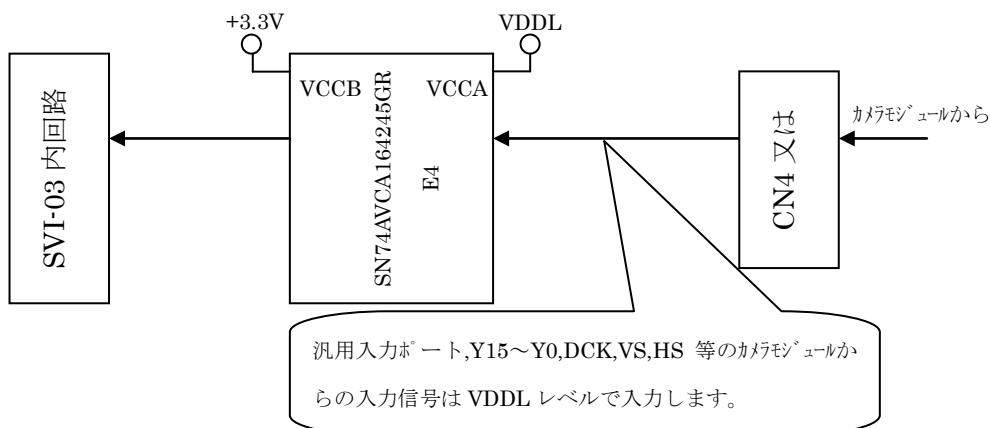 +3.3V
VDDL
VCCB
VCCA
SVI-03 内回路
SN74AVCA164245GR
E4
CN4 又は
ｶﾒﾗﾓｼﾞｭｰﾙから
汎用入力ﾎﾟｰﾄ,Y15～Y0,DCK,VS,HS 等のｶﾒﾗﾓｼﾞｭｰﾙか
らの入力信号は VDDL レベルで入力します。